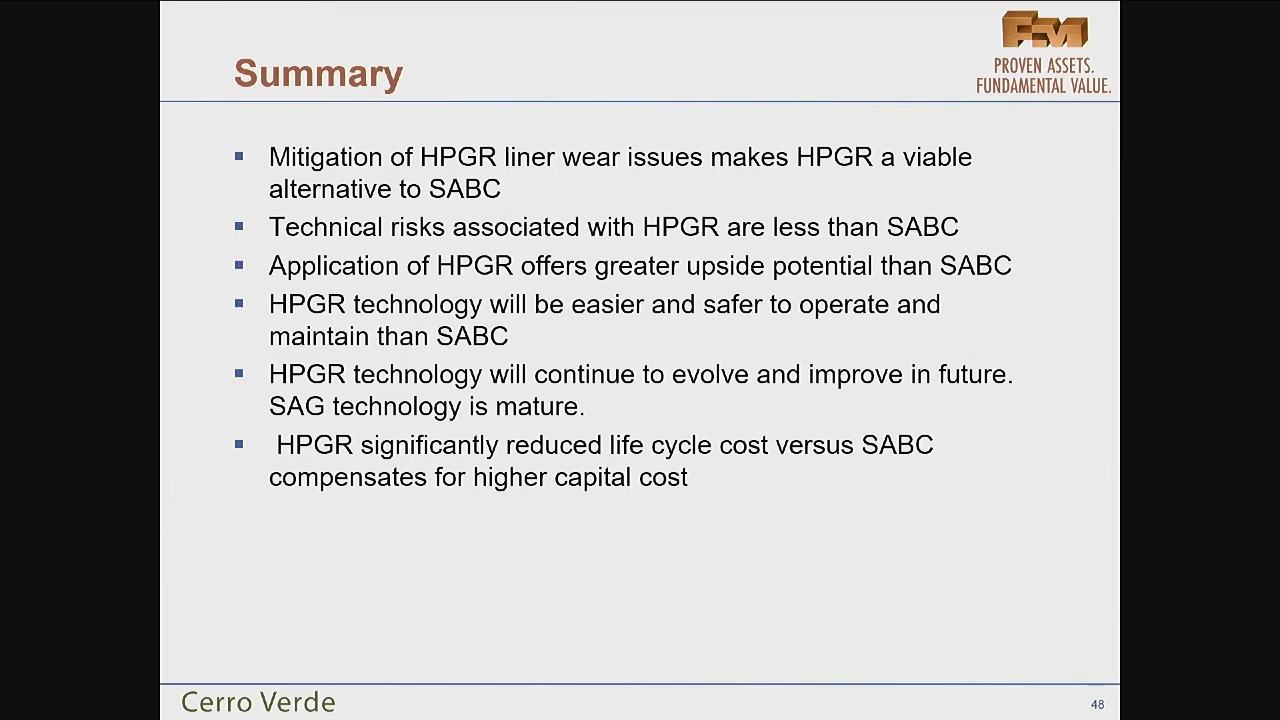 FM
PROVEN ASSETS.
FUNDAMENTAL VALUE.
Summary
Mitigation of HPGR liner wear issues makes HPGR a viable
alternative to SABC
Technical risks associated with HPGR are less than SABC
Application of HPGR offers greater upside potential than SABC
HPGR technology will be easier and safer to operate and
maintain than SABC
HPGR technology will continue to evolve and improve in future.
SAG technology is mature.
HPGR significantly reduced life cycle cost versus SABC
compensates for higher capital cost
Cerro Verde
48